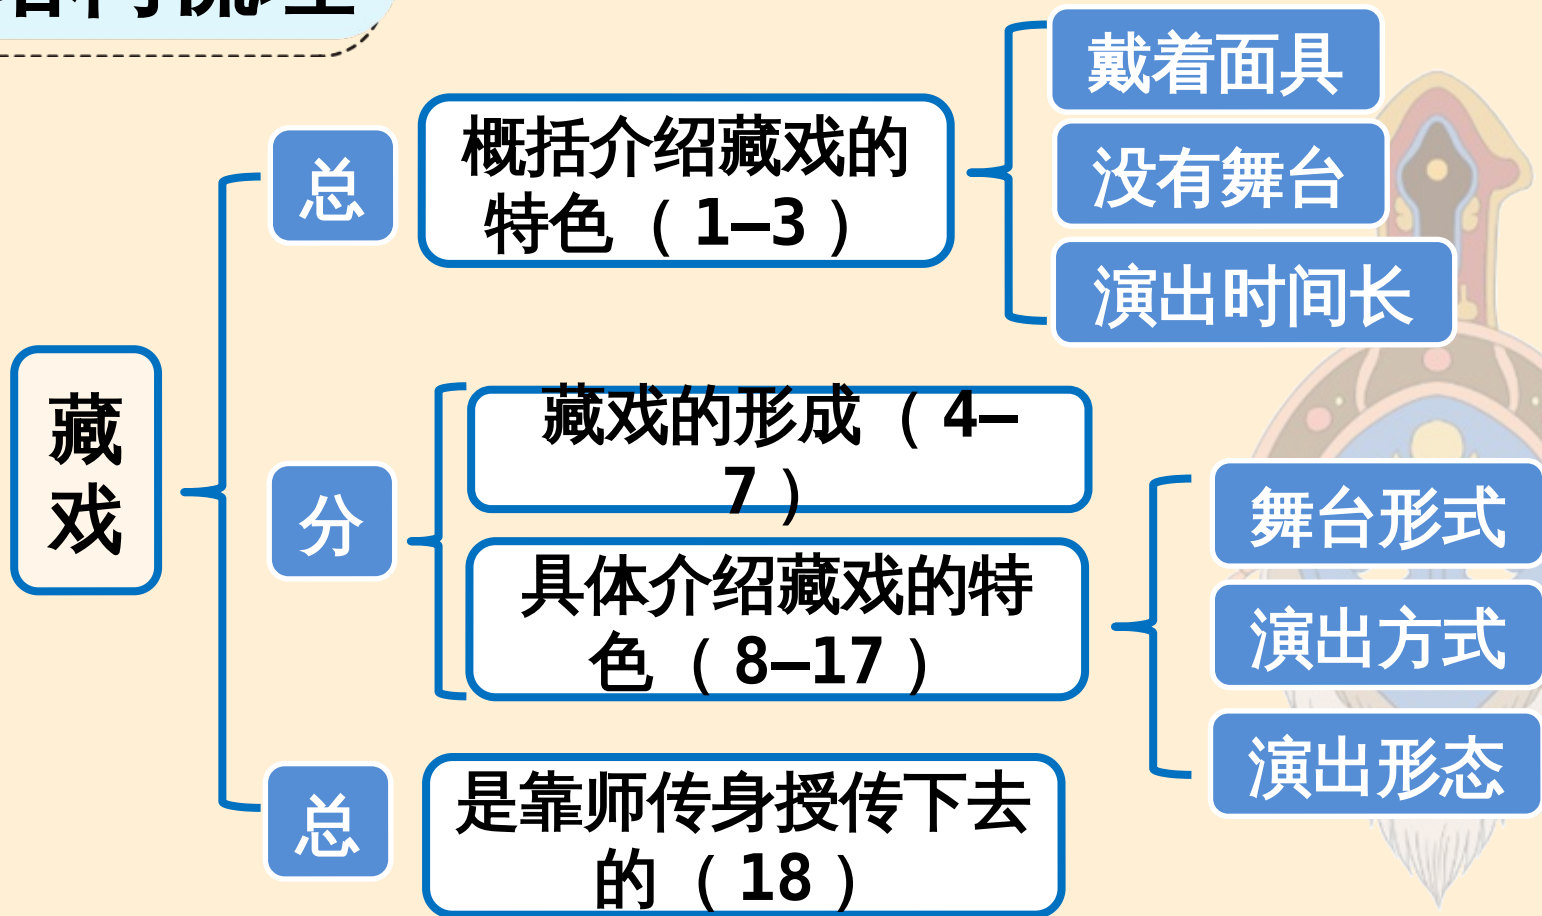 藏
戏
总
概括介绍藏戏的
特色（ 1—3 ）
戴着面具
没有舞台
演出时间长
分
藏戏的形成（ 4—
7 ）
具体介绍藏戏的特
色（ 8—17 ）
舞台形式
演出方式
演出形态
总
是靠师传身授传下去
的（ 18 ）